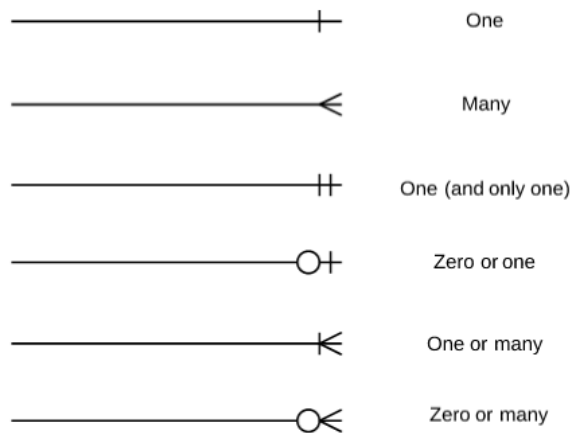 One
Many
One (and only one)
Zero or one
One or many
Zero or many